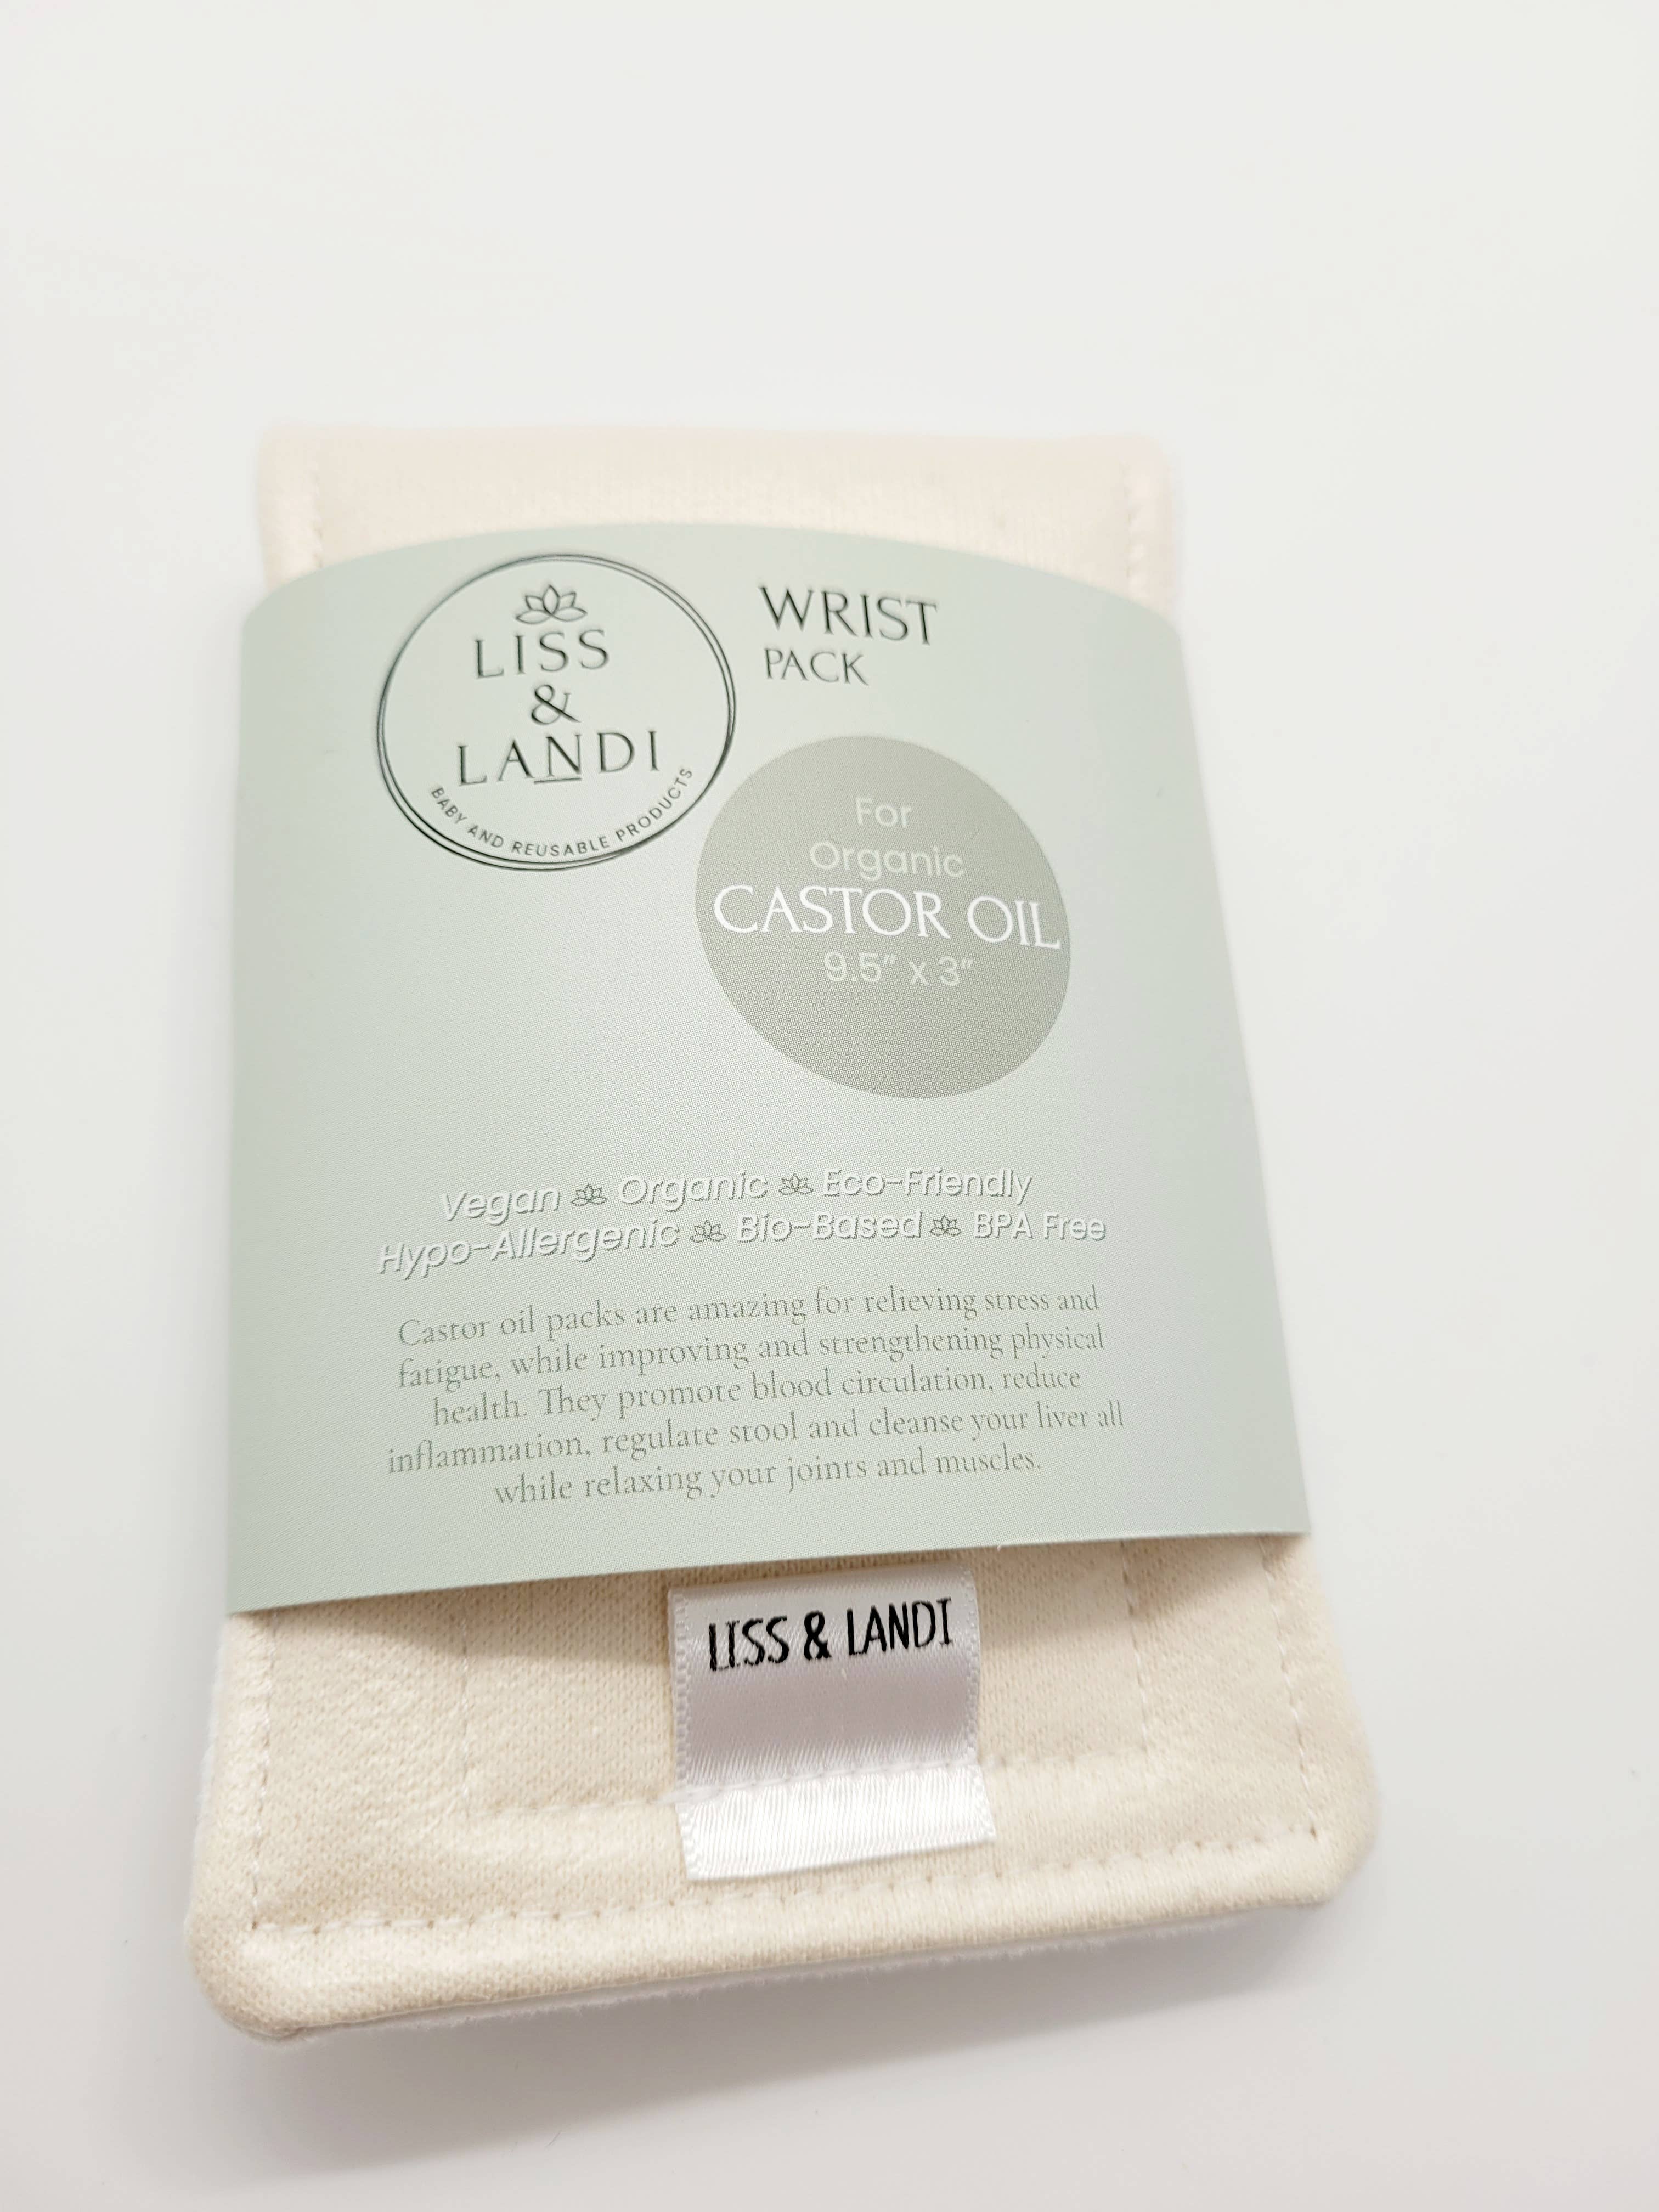 LISS
&
LANDI
BABY AND REUSABLE PRODUCTS
WRIST
PACK
For
Organic
CASTOR OIL
9.5" x 3"
Vegan Organic Eco-Friendly
Hypo-Allergenic Bio-Based BPA Free
Castor oil packs are amazing for relieving stress and
fatigue, while improving and strengthening physical
health. They promote blood circulation, reduce
inflammation, regulate stool and cleanse your liver all
while relaxing your joints and muscles.
LISS & LANDI